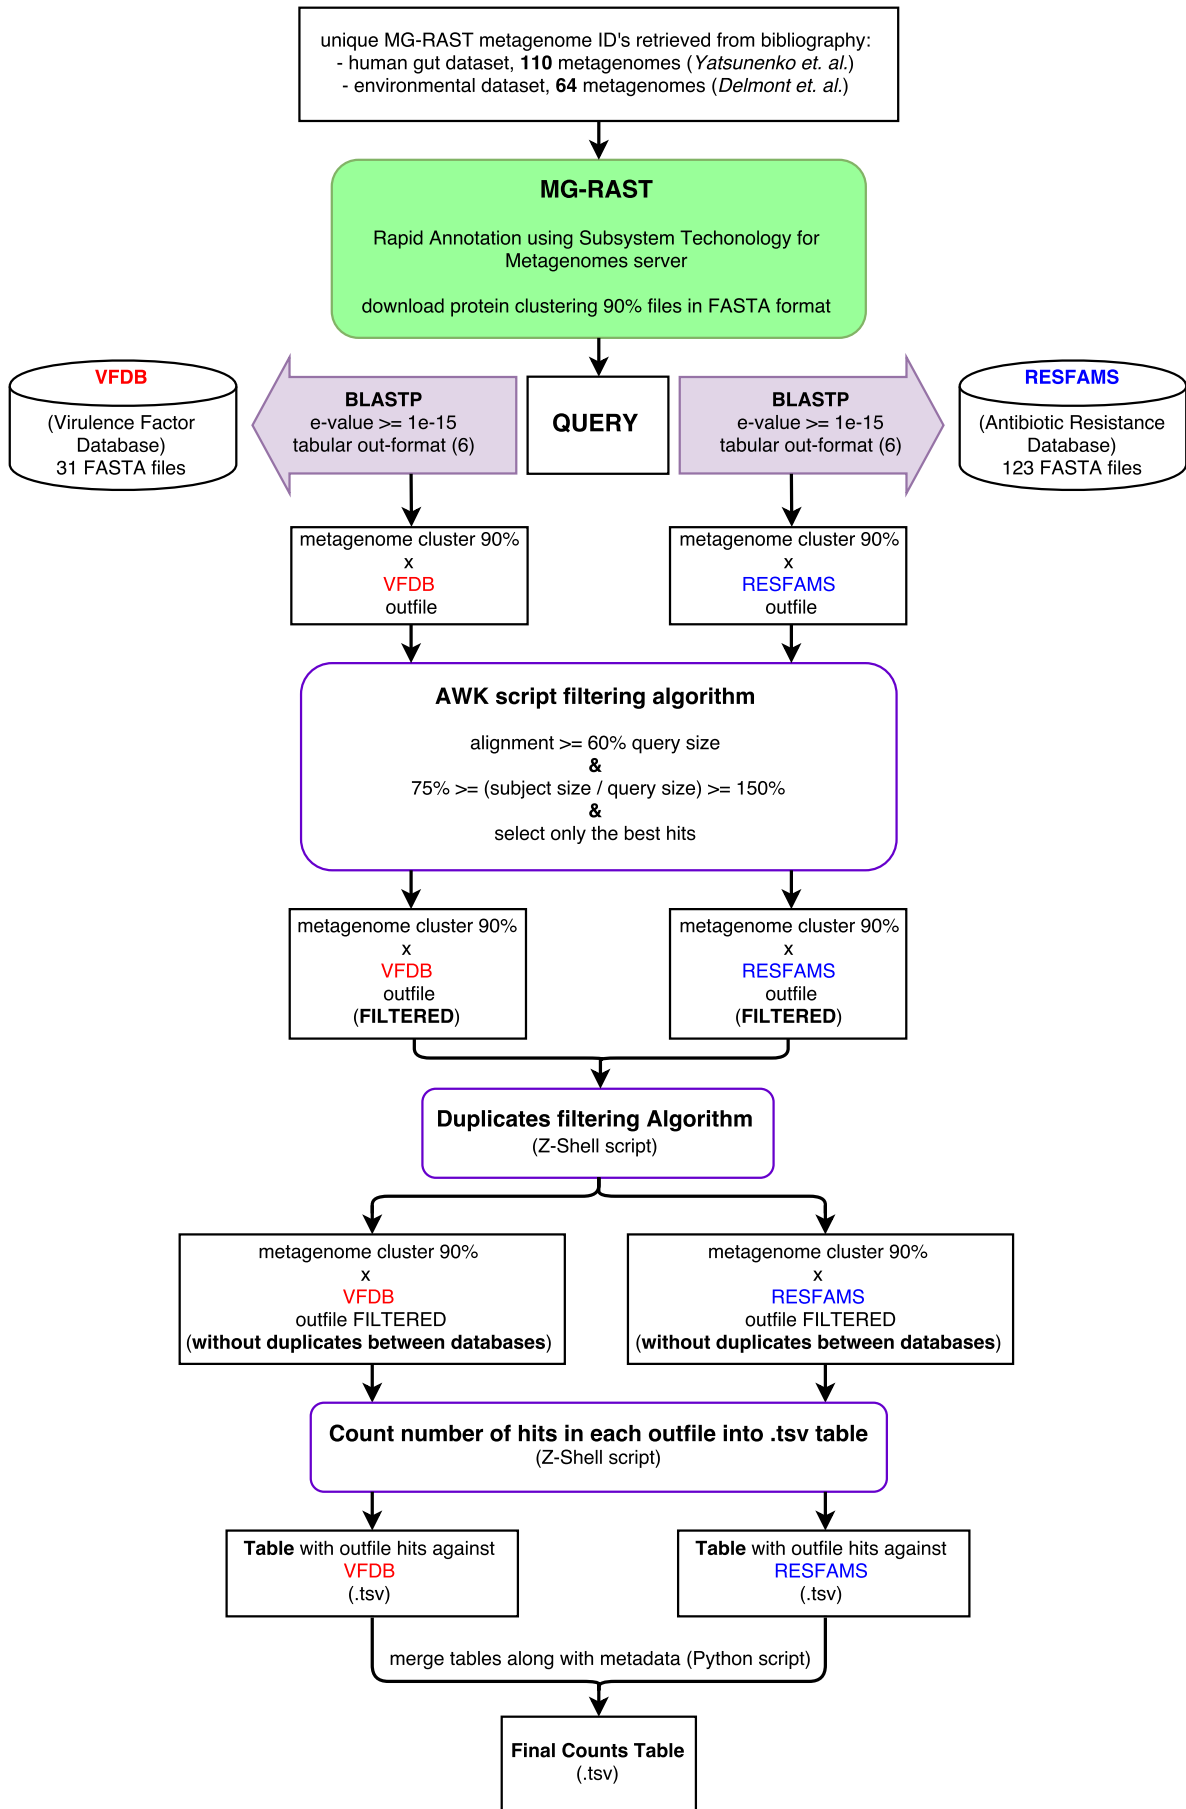 unique MG-RAST metagenome ID's retrieved from bibliography:
- human gut dataset, 110 metagenomes (Yatsunenko et. al.)
- environmental dataset, 64 metagenomes (Delmont et. al.)
MG-RAST
Rapid Annotation using Subsystem Techonology for
Metagenomes server
download protein clustering 90% files in FASTA format
VFDB
(Virulence Factor
Database)
31 FASTA files
BLASTP
e-value >= 1e-15
tabular out-format (6)
QUERY
BLASTP
e-value >= 1e-15
tabular out-format (6)
RESFAMS
(Antibiotic Resistance
Database)
123 FASTA files
metagenome cluster 90%
x
VFDB
outfile
metagenome cluster 90%
x
RESFAMS
outfile
AWK script filtering algorithm
alignment >= 60% query size
&
75% >= (subject size / query size) >= 150%
&
select only the best hits
metagenome cluster 90%
x
VFDB
outfile
(FILTERED)
metagenome cluster 90%
x
RESFAMS
outfile
(FILTERED)
Duplicates filtering Algorithm
(Z-Shell script)
metagenome cluster 90%
x
VFDB
outfile FILTERED
(without duplicates between databases)
metagenome cluster 90%
x
RESFAMS
outfile FILTERED
(without duplicates between databases)
Count number of hits in each outfile into .tsv table
(Z-Shell script)
Table with outfile hits against
VFDB
(.tsv)
Table with outfile hits against
RESFAMS
(.tsv)
merge tables along with metadata (Python script)
Final Counts Table
(.tsv)